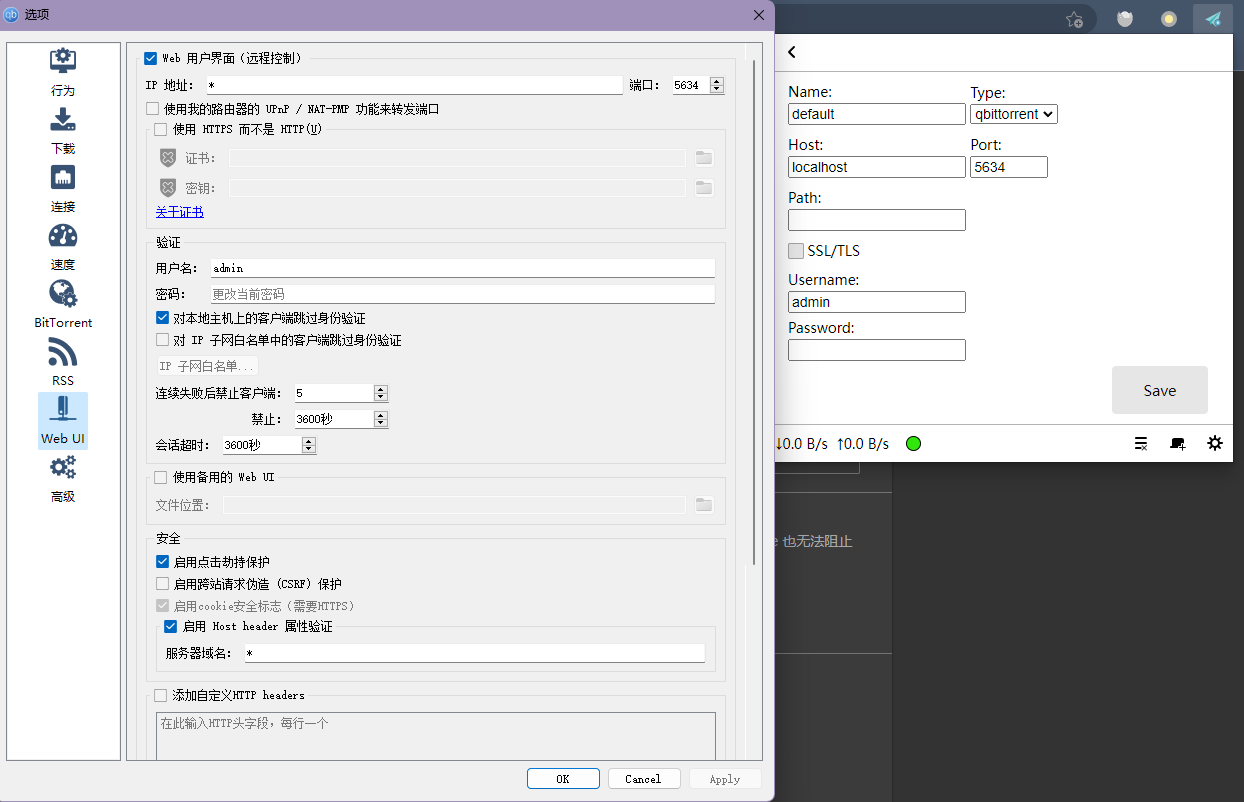 选项
行为
下载
连接
速度
BitTorrent
RSS
Web UI
高级
Web 用户界面（远程控制）
IP 地址： * 端口： 5634
使用我的路由器的 UPnP / NAT-PMP 功能来转发端口
使用 HTTPS 而不是 HTTP(U)
证书：
密钥：
关于证书
验证
用户名： admin
密码： 更改当前密码
对本地主机上的客户端跳过身份验证
对 IP 子网白名单中的客户端跳过身份验证
IP 子网白名单...
连续失败后禁止客户端： 5
禁止： 3600秒
会话超时： 3600秒
使用备用的 Web UI
文件位置：
安全
启用点击劫持保护
启用跨站请求伪造（CSRF）保护
启用cookie安全标志（需要HTTPS）
启用 Host header 属性验证
服务器域名： *
添加自定义HTTP headers
在此输入HTTP头字段，每行一个
OK Cancel Apply
Name: Type:
default qbittorrent
Host: Port:
localhost 5634
Path:
SSL/TLS
Username:
admin
Password:
Save
↓0.0 B/s ↑0.0 B/s
也无法阻止